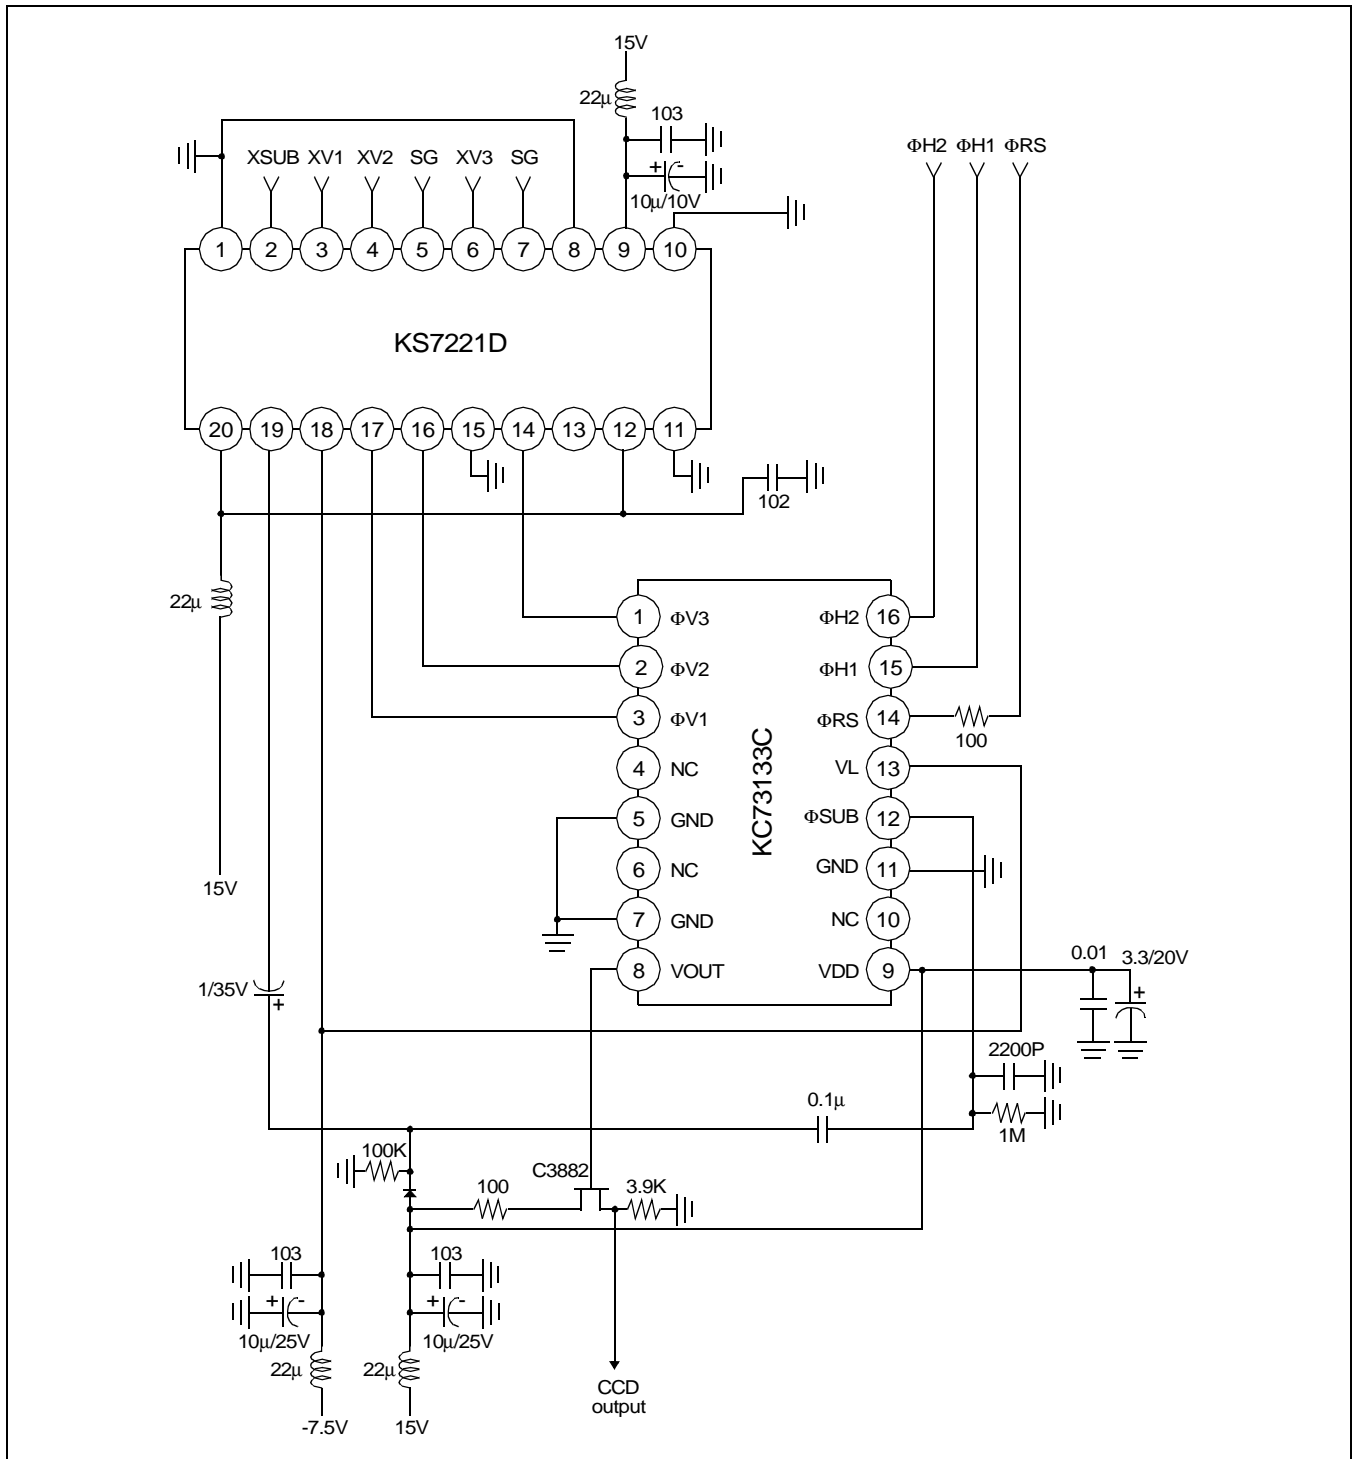 15V
22μ
103
+ -
10μ/10V
ΦH2 ΦH1 ΦRS
XSUB XV1 XV2 SG XV3 SG
1 2 3 4 5 6 7 8 9 10
KS7221D
20 19 18 17 16 15 14 13 12 11
102
22μ
15V
1 ΦV3 ΦH2 16
2 ΦV2 ΦH1 15
3 ΦV1 ΦRS 14
100
4 NC VL 13
5 GND ΦSUB 12
6 NC GND 11
7 GND NC 10
8 VOUT VDD 9
KC73133C
0.01 3.3/20V
+
1/35V
+
2200P
0.1μ
1M
100K
C3882
100
3.9K
103
+ -
10μ/25V
22μ
-7.5V
103
+ -
10μ/25V
22μ
15V
CCD
output